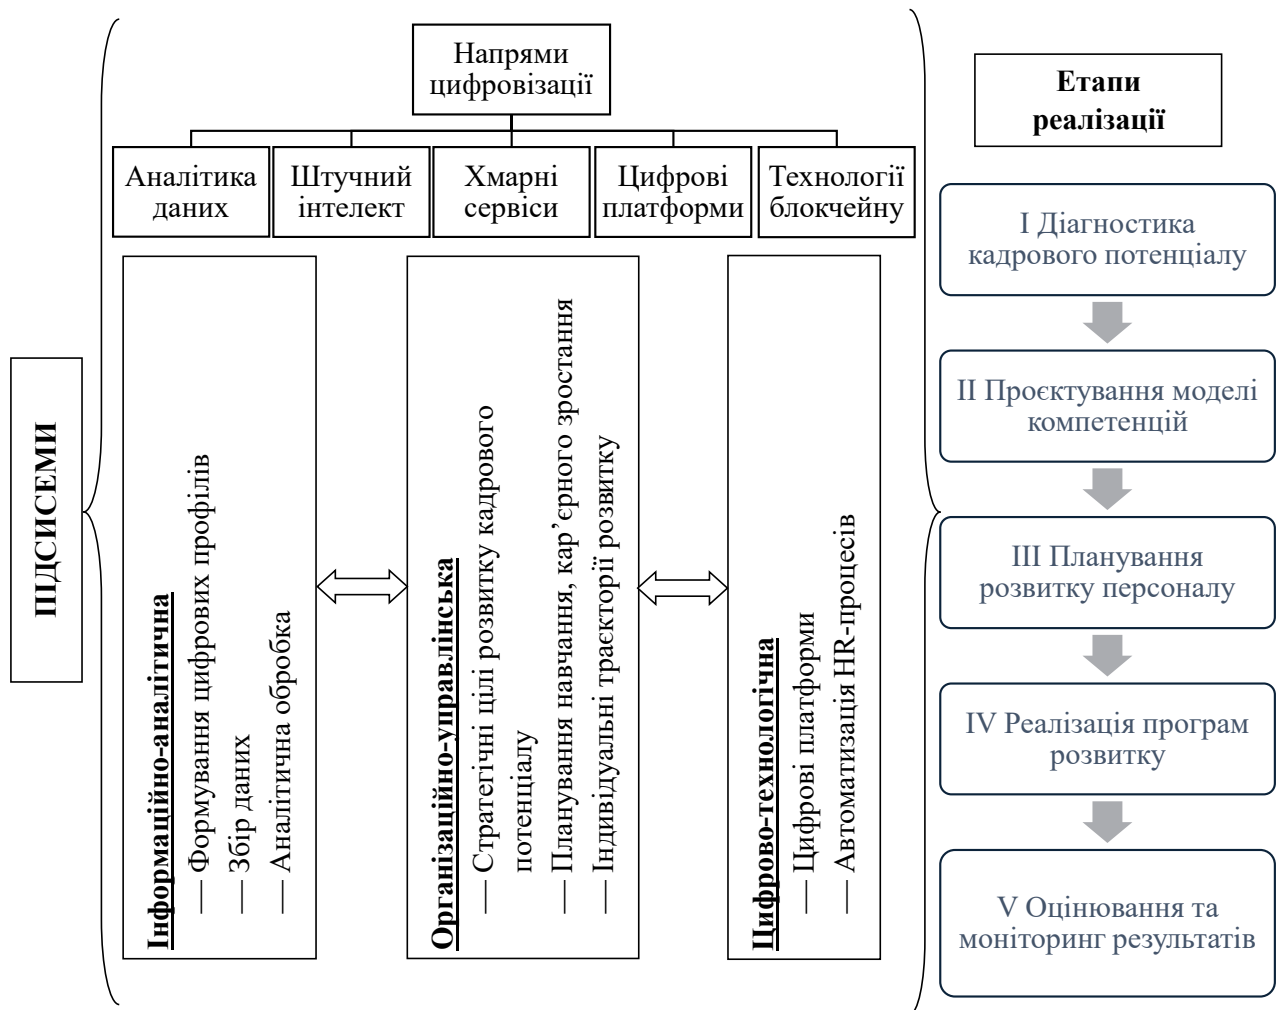 Напрями
цифровізації
Аналітика
даних
Штучний
інтелект
Хмарні
сервіси
Цифрові
платформи
Технології
блокчейну
ПІДСИСЕМИ
Інформаційно-аналітична
— Формування цифрових профілів
— Збір даних
— Аналітична обробка
Організаційно-управлінська
— Стратегічні цілі розвитку кадрового
потенціалу
— Планування навчання, кар’єрного зростання
— Індивідуальні траєкторії розвитку
Цифрово-технологічна
— Цифрові платформи
— Автоматизація HR-процесів
Етапи
реалізації
I Діагностика
кадрового потенціалу
II Проєктування моделі
компетенцій
III Планування
розвитку персоналу
IV Реалізація програм
розвитку
V Оцінювання та
моніторинг результатів